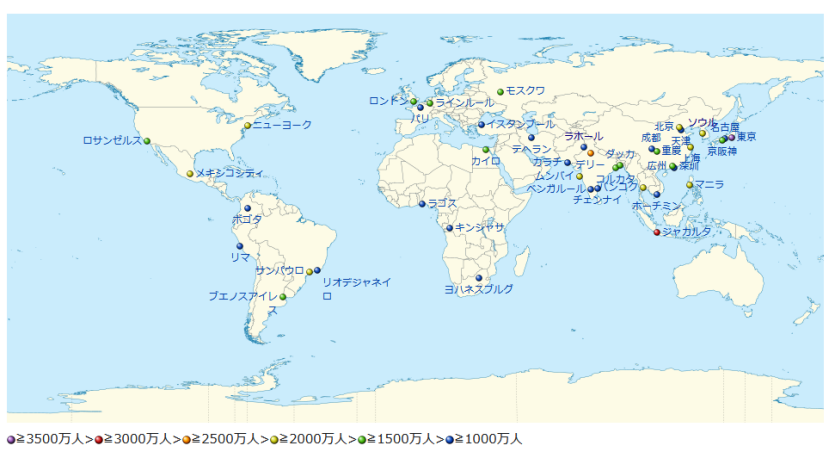 モスクワ
ロンドン
ラインルール
パリ
ニューヨーク
イスタンブール
北京
ソウル
名古屋
ロサンゼルス
テヘラン
ラホール
成都
天津
東京
重慶
京阪神
カイロ
カラチ
デリー
ダッカ
上海
メキシコシティ
ムンバイ
コルカタ
広州
深圳
ベンガルール
バンコク
マニラ
チェンナイ
ホーチミン
ラゴス
ボゴタ
キンシャサ
ジャカルタ
リマ
サンパウロ
リオデジャネイ
ロ
ヨハネスブルグ
ブエノスアイレ
ス
≧3500万人>≧3000万人>≧2500万人>≧2000万人>≧1500万人>≧1000万人